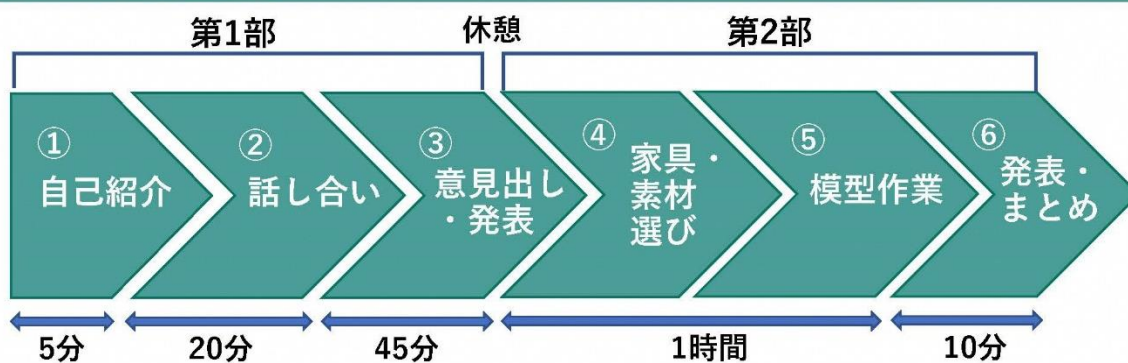 第1部
休憩
第2部
①
自己紹介
②
話し合い
③
意見出し
・発表
④
家具・
素材
選び
⑤
模型作業
⑥
発表・
まとめ
5分
20分
45分
1時間
10分